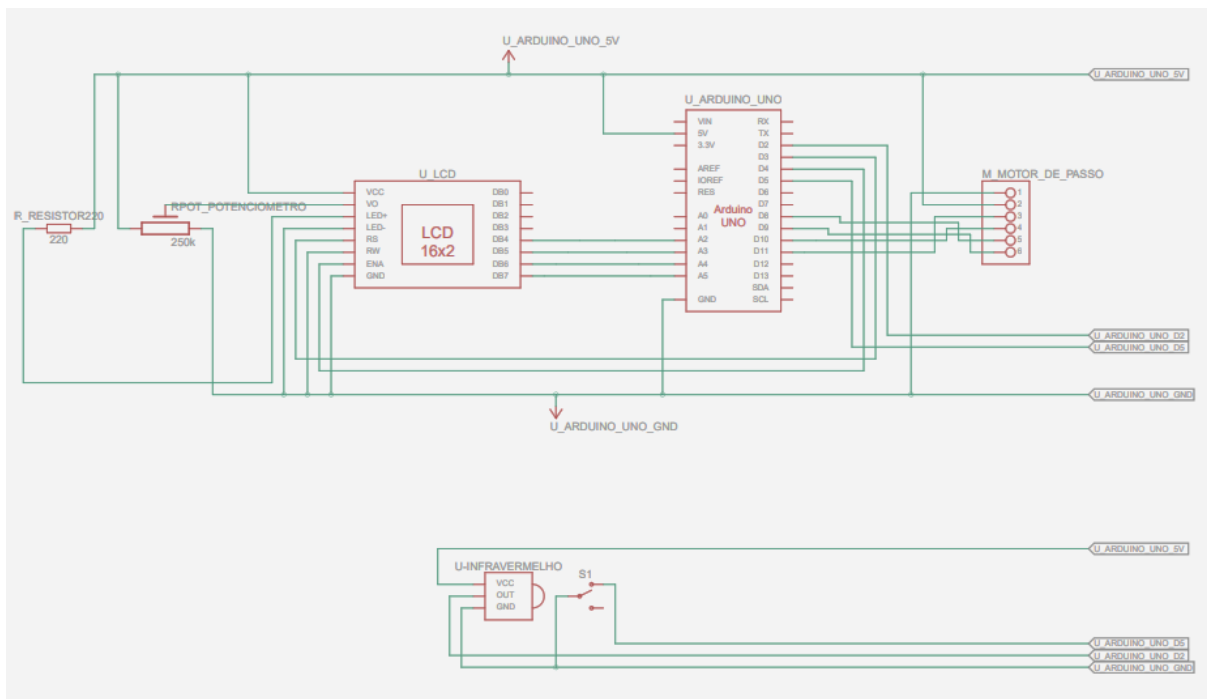 U_ARDUINO_UNO_5V
U_ARDUINO_UNO_5V
U_ARDUINO_UNO
VIN
5V
3.3V
AREF
IOREF
RES
A0
A1
A2
A3
A4
A5
GND
Arduino
UNO
RX
TX
D2
D3
D4
D5
D6
D7
D8
D9
D10
D11
D12
D13
SDA
SCL
M_MOTOR_DE_PASSO
1
2
3
4
5
6
U_LCD
VCC
VO
LED+
LED-
RS
RW
ENA
GND
LCD
16x2
DB0
DB1
DB2
DB3
DB4
DB5
DB6
DB7
RPOT_POTENCIOMETRO
250k
R_RESISTOR220
220
U_ARDUINO_UNO_D2
U_ARDUINO_UNO_D5
U_ARDUINO_UNO_GND
U_ARDUINO_UNO_GND
U_ARDUINO_UNO_5V
U-INFRAVERMELHO
VCC
OUT
GND
S1
U_ARDUINO_UNO_D5
U_ARDUINO_UNO_D2
U_ARDUINO_UNO_GND